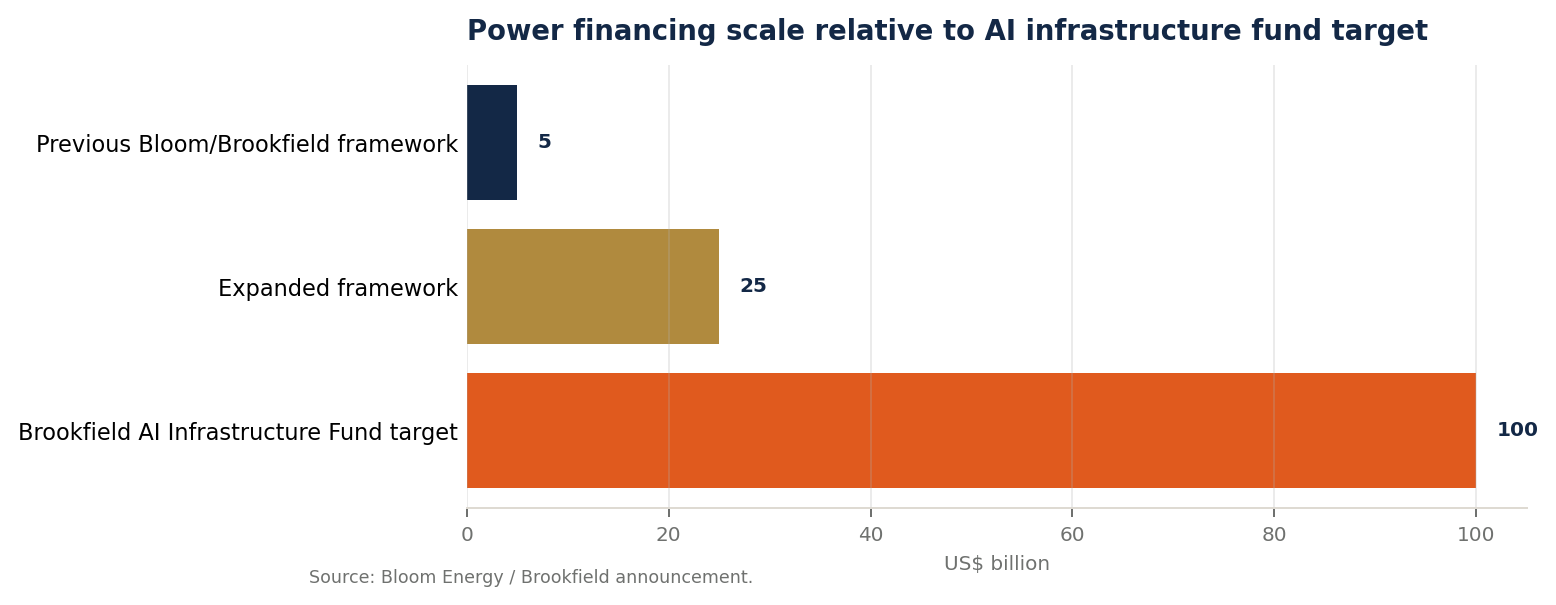 Power financing scale relative to AI infrastructure fund target
Previous Bloom/Brookfield framework
5
Expanded framework
25
Brookfield AI Infrastructure Fund target
100
0 20 40 60 80 100
US$ billion
Source: Bloom Energy / Brookfield announcement.